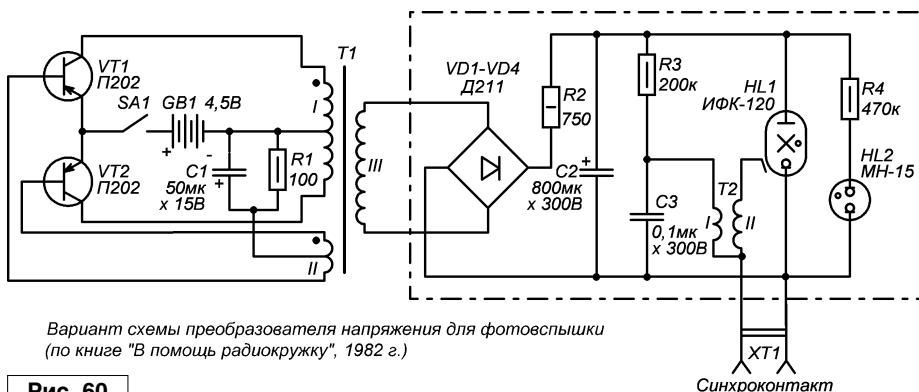 VT1
П202
SA1
GB1 4,5В
+
-
VT2
П202
C1
50мк
х 15В
+
R1
100
I
II
T1
III
VD1-VD4
Д211
R2
750
C2
+
800мк
х 300В
R3
200к
C3
0,1мк
х 300В
T2
I
II
HL1
ИФК-120
R4
470к
HL2
МН-15
XT1
Синхроконтакт
Вариант схемы преобразователя напряжения для фотовспышки
(по книге "В помощь радиокружку", 1982 г.)
Рис. 60